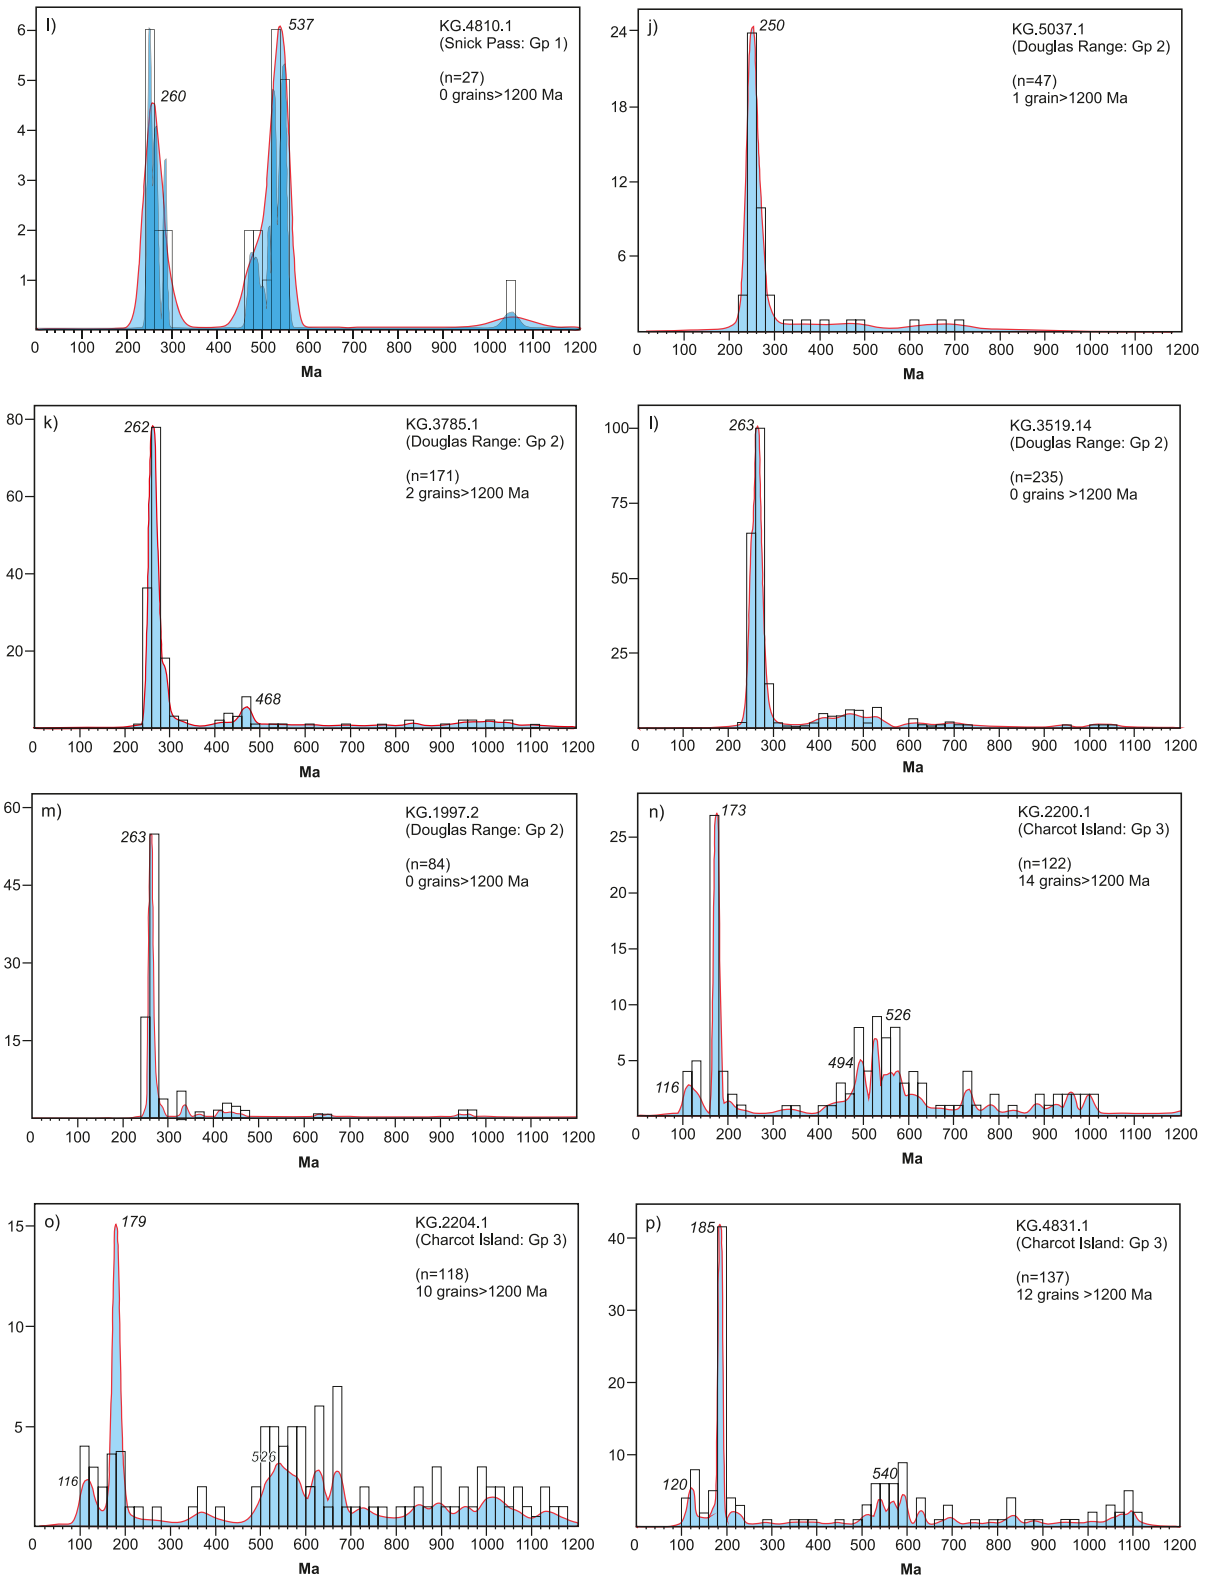 l)
KG.4810.1
(Snick Pass: Gp 1)
(n=27)
0 grains>1200 Ma
537
260
6
5
4
3
2
1
0 100 200 300 400 500 600 700 800 900 1000 1100 1200
Ma
j)
KG.5037.1
(Douglas Range: Gp 2)
(n=47)
1 grain>1200 Ma
250
24
18
12
6
0 100 200 300 400 500 600 700 800 900 1000 1100 1200
Ma
k)
KG.3785.1
(Douglas Range: Gp 2)
(n=171)
2 grains>1200 Ma
262
468
80
60
40
20
0 100 200 300 400 500 600 700 800 900 1000 1100 1200
Ma
l)
KG.3519.14
(Douglas Range: Gp 2)
(n=235)
0 grains >1200 Ma
263
100
75
50
25
0 100 200 300 400 500 600 700 800 900 1000 1100 1200
Ma
m)
KG.1997.2
(Douglas Range: Gp 2)
(n=84)
0 grains>1200 Ma
263
60
45
30
15
0 100 200 300 400 500 600 700 800 900 1000 1100 1200
Ma
n)
KG.2200.1
(Charcot Island: Gp 3)
(n=122)
14 grains>1200 Ma
173
526
494
116
25
20
15
10
5
0 100 200 300 400 500 600 700 800 900 1000 1100 1200
Ma
o)
KG.2204.1
(Charcot Island: Gp 3)
(n=118)
10 grains>1200 Ma
179
526
116
15
10
5
0 100 200 300 400 500 600 700 800 900 1000 1100 1200
Ma
p)
KG.4831.1
(Charcot Island: Gp 3)
(n=137)
12 grains >1200 Ma
185
540
120
40
30
20
10
0 100 200 300 400 500 600 700 800 900 1000 1100 1200
Ma